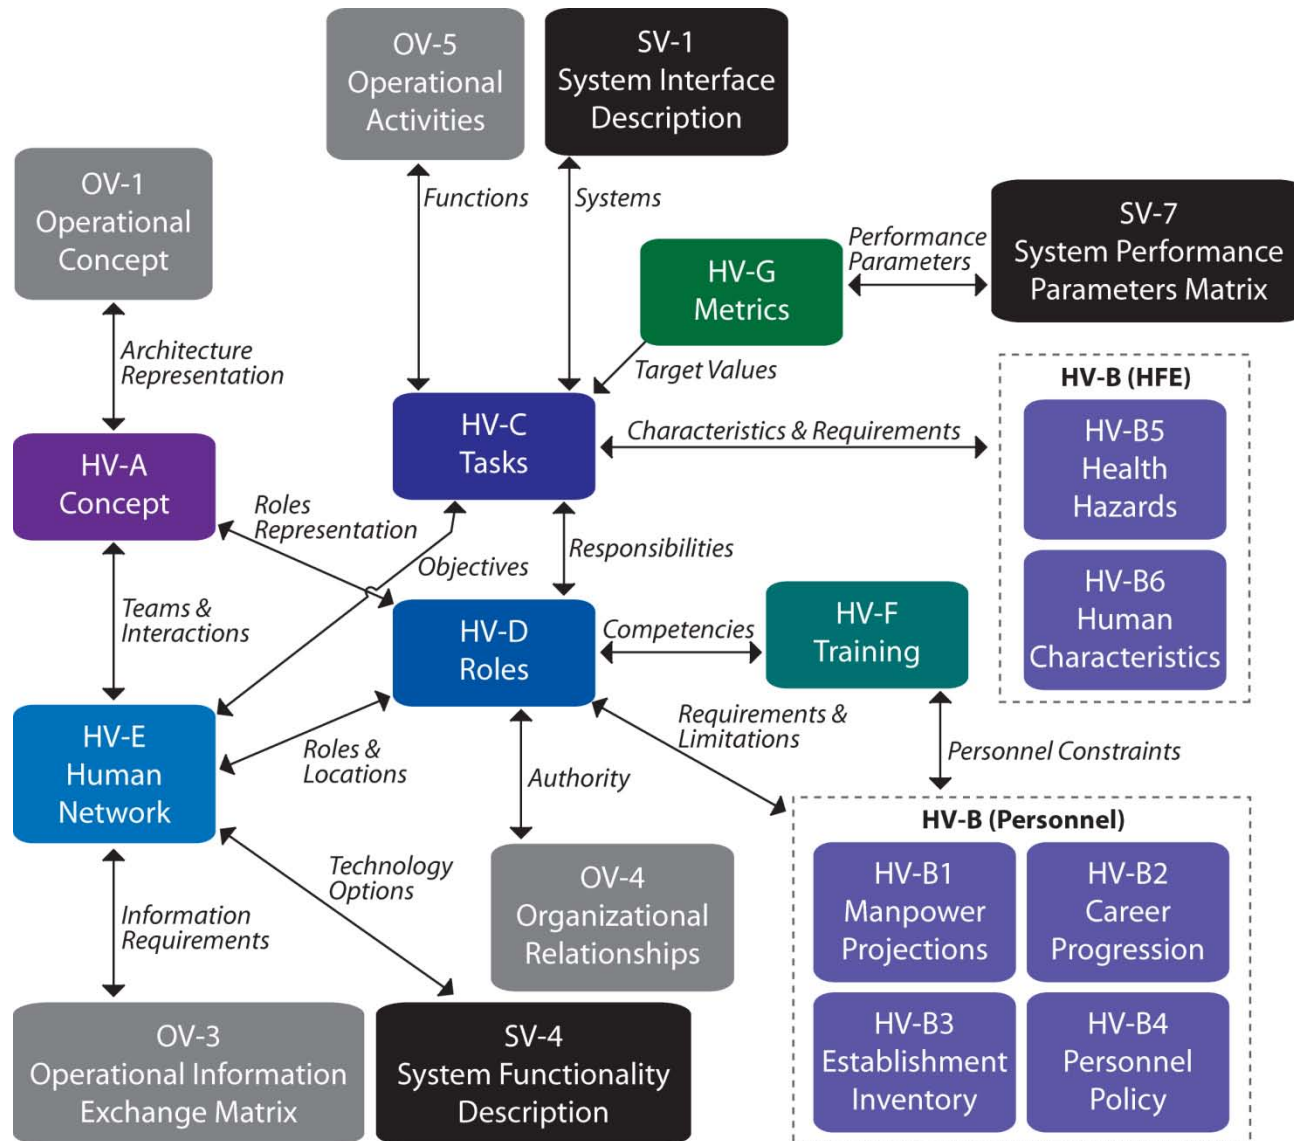 OV-5
Operational
Activities
SV-1
System Interface
Description
OV-1
Operational
Concept
Functions
Systems
SV-7
System Performance
Parameters Matrix
Performance
Parameters
HV-G
Metrics
Architecture
Representation
Target Values
HV-B (HFE)
HV-C
Tasks
Characteristics & Requirements
HV-B5
Health
Hazards
HV-A
Concept
Roles
Representation
Responsibilities
Objectives
HV-B6
Human
Characteristics
Teams &
Interactions
HV-D
Roles
Competencies
HV-F
Training
HV-E
Human
Network
Roles &
Locations
Authority
Requirements &
Limitations
Personnel Constraints
HV-B (Personnel)
Technology
Options
OV-4
Organizational
Relationships
HV-B1
Manpower
Projections
HV-B2
Career
Progression
Information
Requirements
OV-3
Operational Information
Exchange Matrix
SV-4
System Functionality
Description
HV-B3
Establishment
Inventory
HV-B4
Personnel
Policy